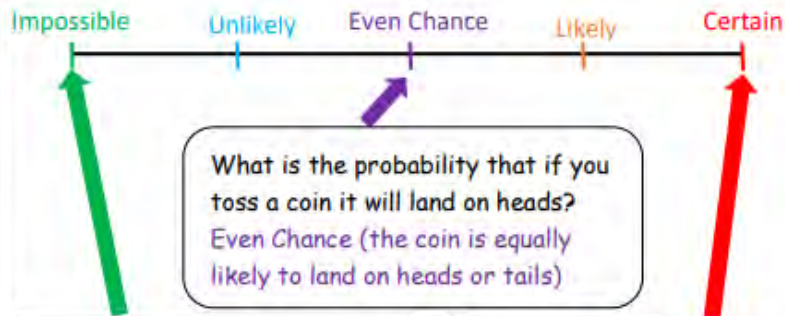 Impossible Unlikely Even Chance Likely Certain
What is the probability that if you
toss a coin it will land on heads?
Even Chance (the coin is equally
likely to land on heads or tails)